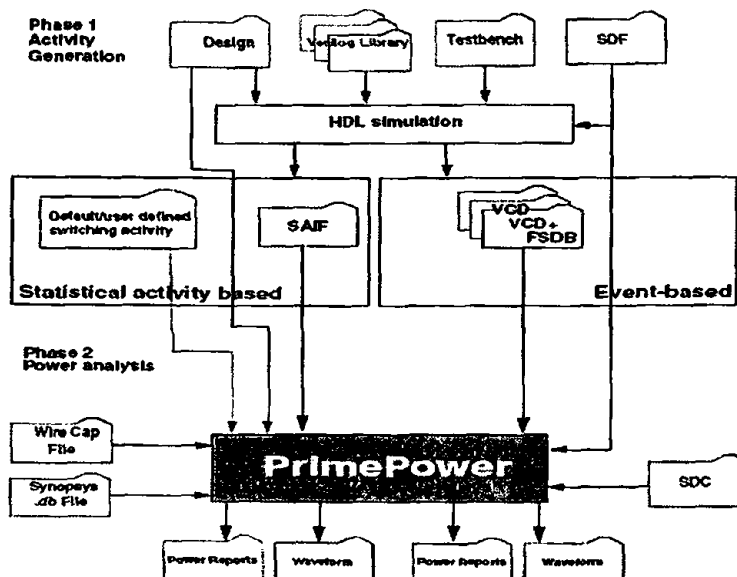 Phase 1
Activity
Generation
Design
Verilog Library
Testbench
SDF
HDL simulation
Default/user defined
switching activity
SAIF
VCD
VCD+
FSDB
Statistical activity based
Event-based
Phase 2
Power analysis
Wire Cap
File
PrimePower
Synopsys
.db File
SDC
Power Reports
Waveform
Power Reports
Waveform